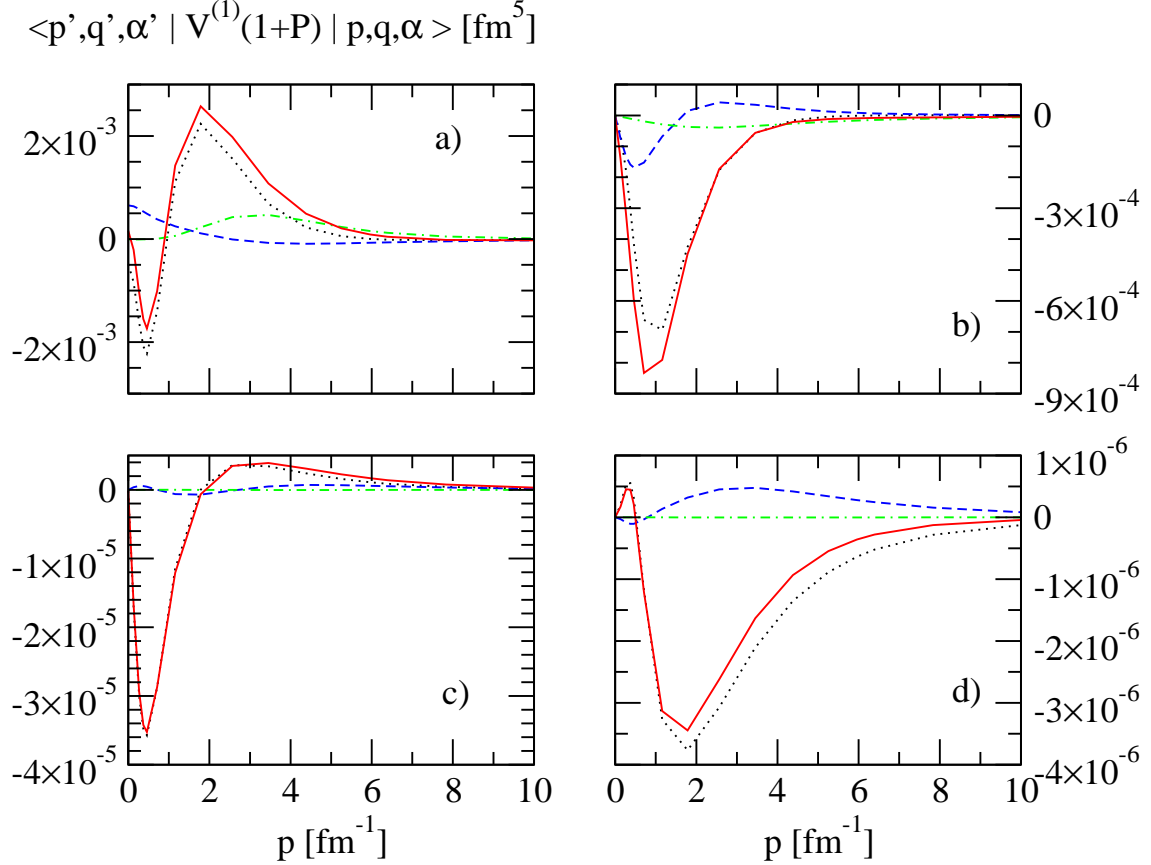 <p’,q’,α’ | V^(1)(1+P) | p,q,α > [fm^5]
a)
2×10^-3
0
-2×10^-3
b)
0
-3×10^-4
-6×10^-4
-9×10^-4
c)
0
-1×10^-5
-2×10^-5
-3×10^-5
-4×10^-5
0 2 4 6 8 10
p [fm^-1]
d)
1×10^-6
0
-1×10^-6
-2×10^-6
-3×10^-6
-4×10^-6
0 2 4 6 8 10
p [fm^-1]